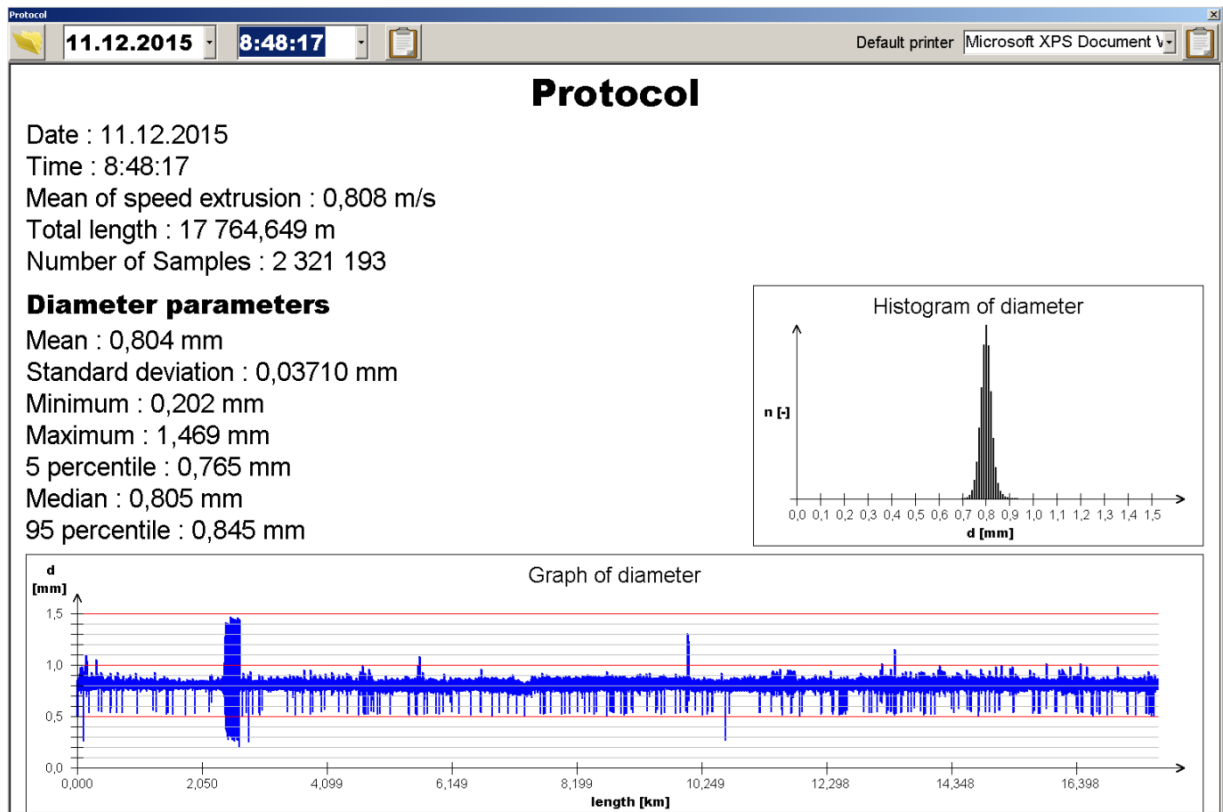 Protocol
11.12.2015 8:48:17 Default printer Microsoft XPS Document
Protocol
Date : 11.12.2015
Time : 8:48:17
Mean of speed extrusion : 0,808 m/s
Total length : 17 764,649 m
Number of Samples : 2 321 193
Diameter parameters
Mean : 0,804 mm
Standard deviation : 0,03710 mm
Minimum : 0,202 mm
Maximum : 1,469 mm
5 percentile : 0,765 mm
Median : 0,805 mm
95 percentile : 0,845 mm
Histogram of diameter
n [-]
0,0 0,1 0,2 0,3 0,4 0,5 0,6 0,7 0,8 0,9 1,0 1,1 1,2 1,3 1,4 1,5
d [mm]
Graph of diameter
d
[mm]
1,5
1,0
0,5
0,0
0,000 2,050 4,099 6,149 8,199 10,249 12,298 14,348 16,398
length [km]